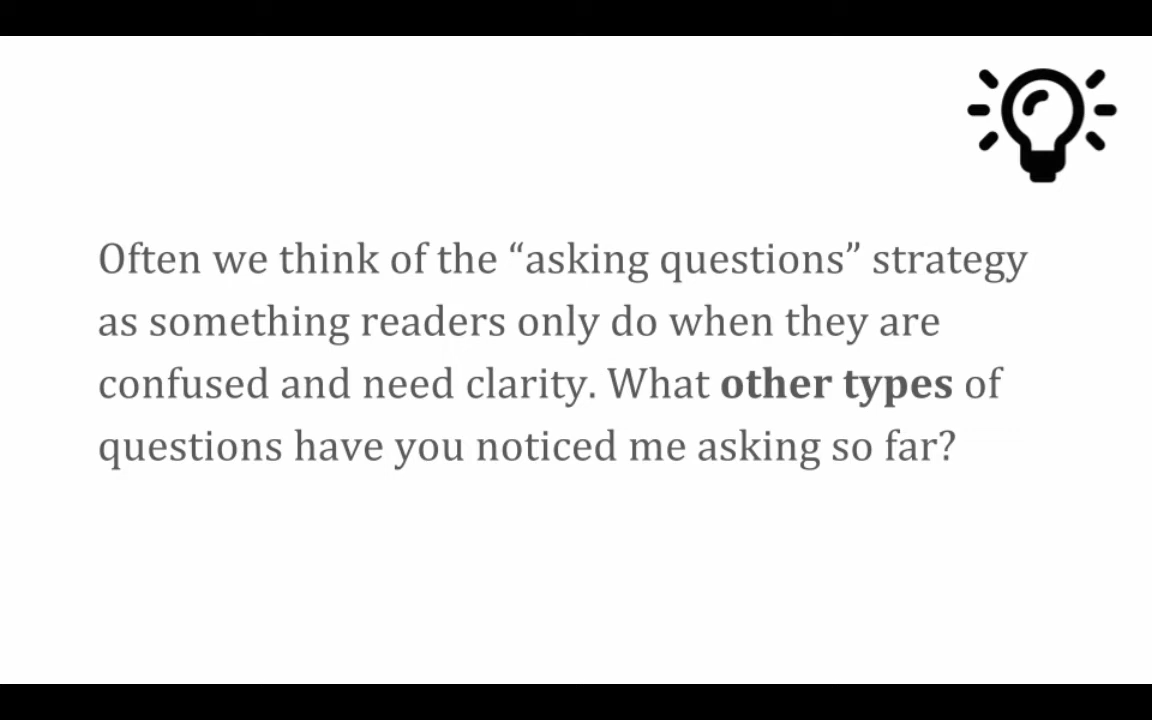 Often we think of the “asking questions” strategy
as something readers only do when they are
confused and need clarity. What other types of
questions have you noticed me asking so far?